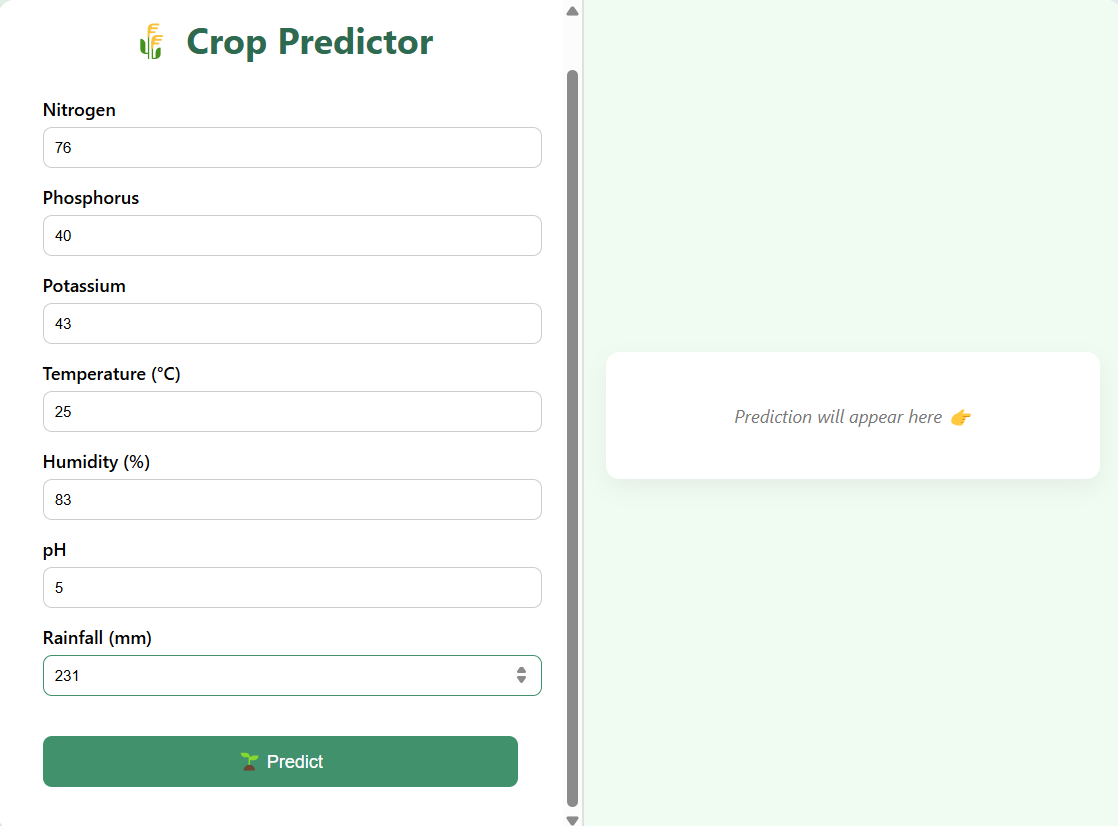 Crop Predictor
Nitrogen
76
Phosphorus
40
Potassium
43
Temperature (°C)
25
Humidity (%)
83
pH
5
Rainfall (mm)
231
🌱 Predict
Prediction will appear here 👉